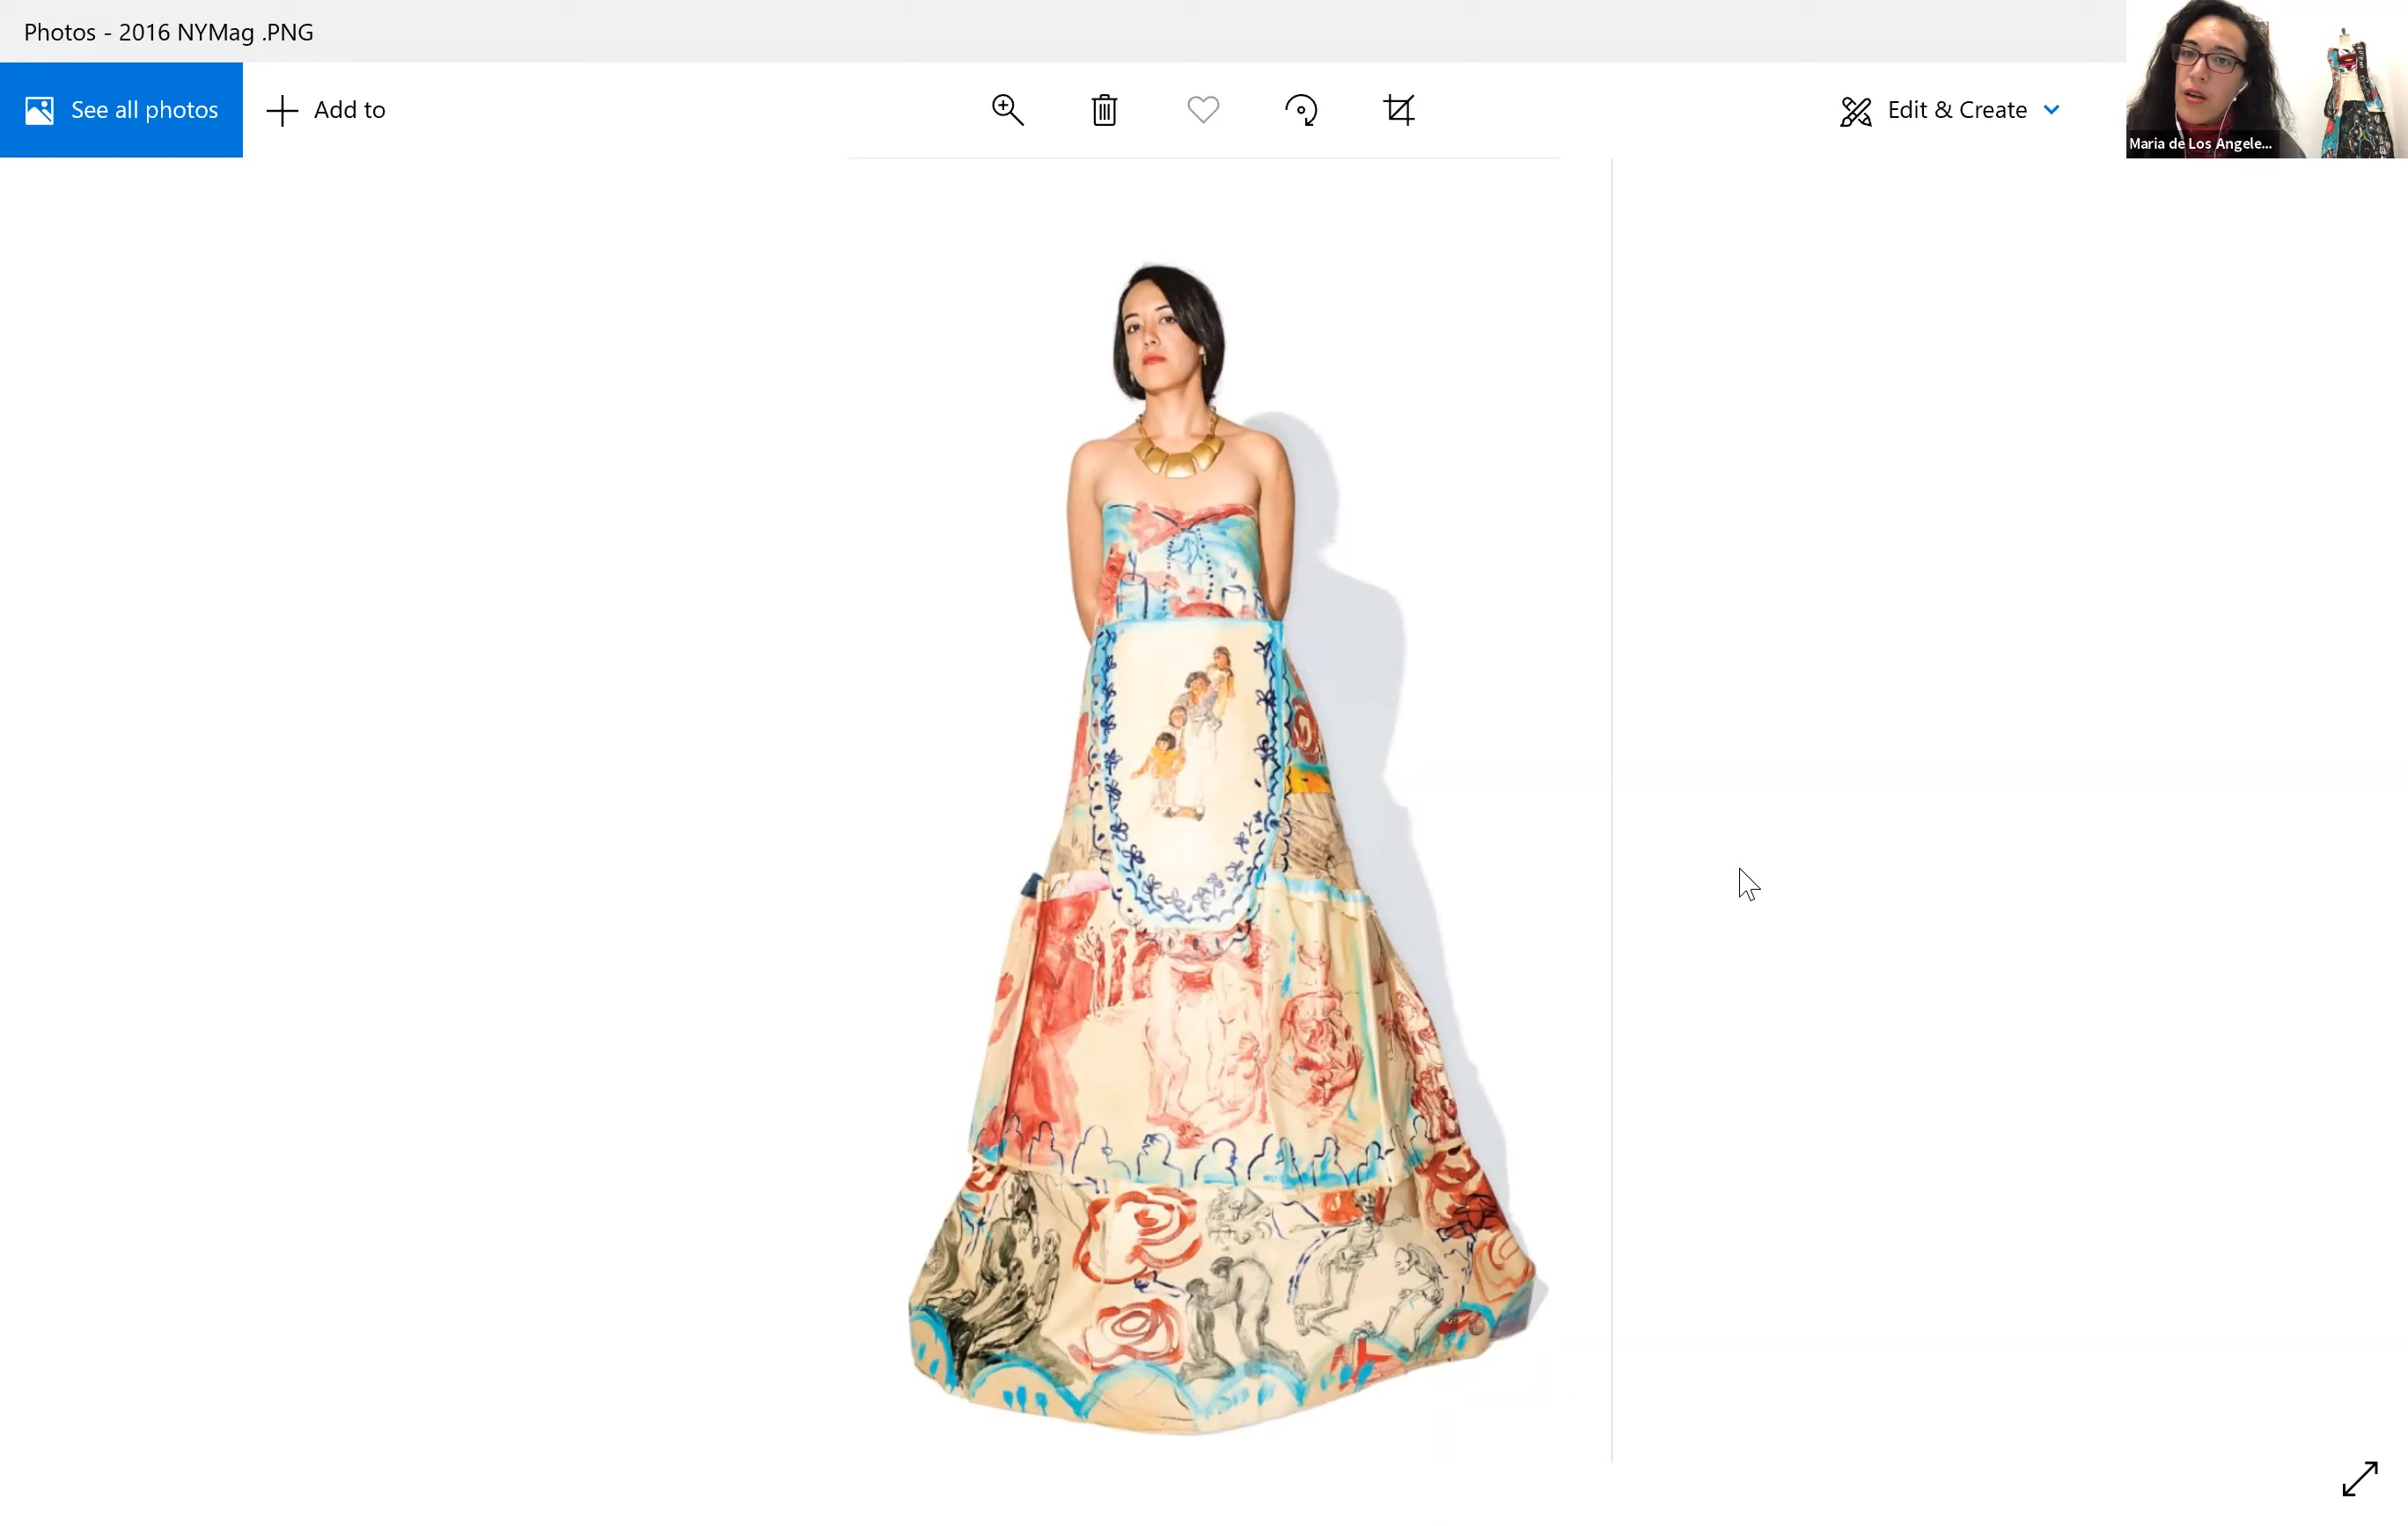 Photos - 2016 NYMag .PNG
See all photos
Add to
Edit & Create
Maria de Los Angele...